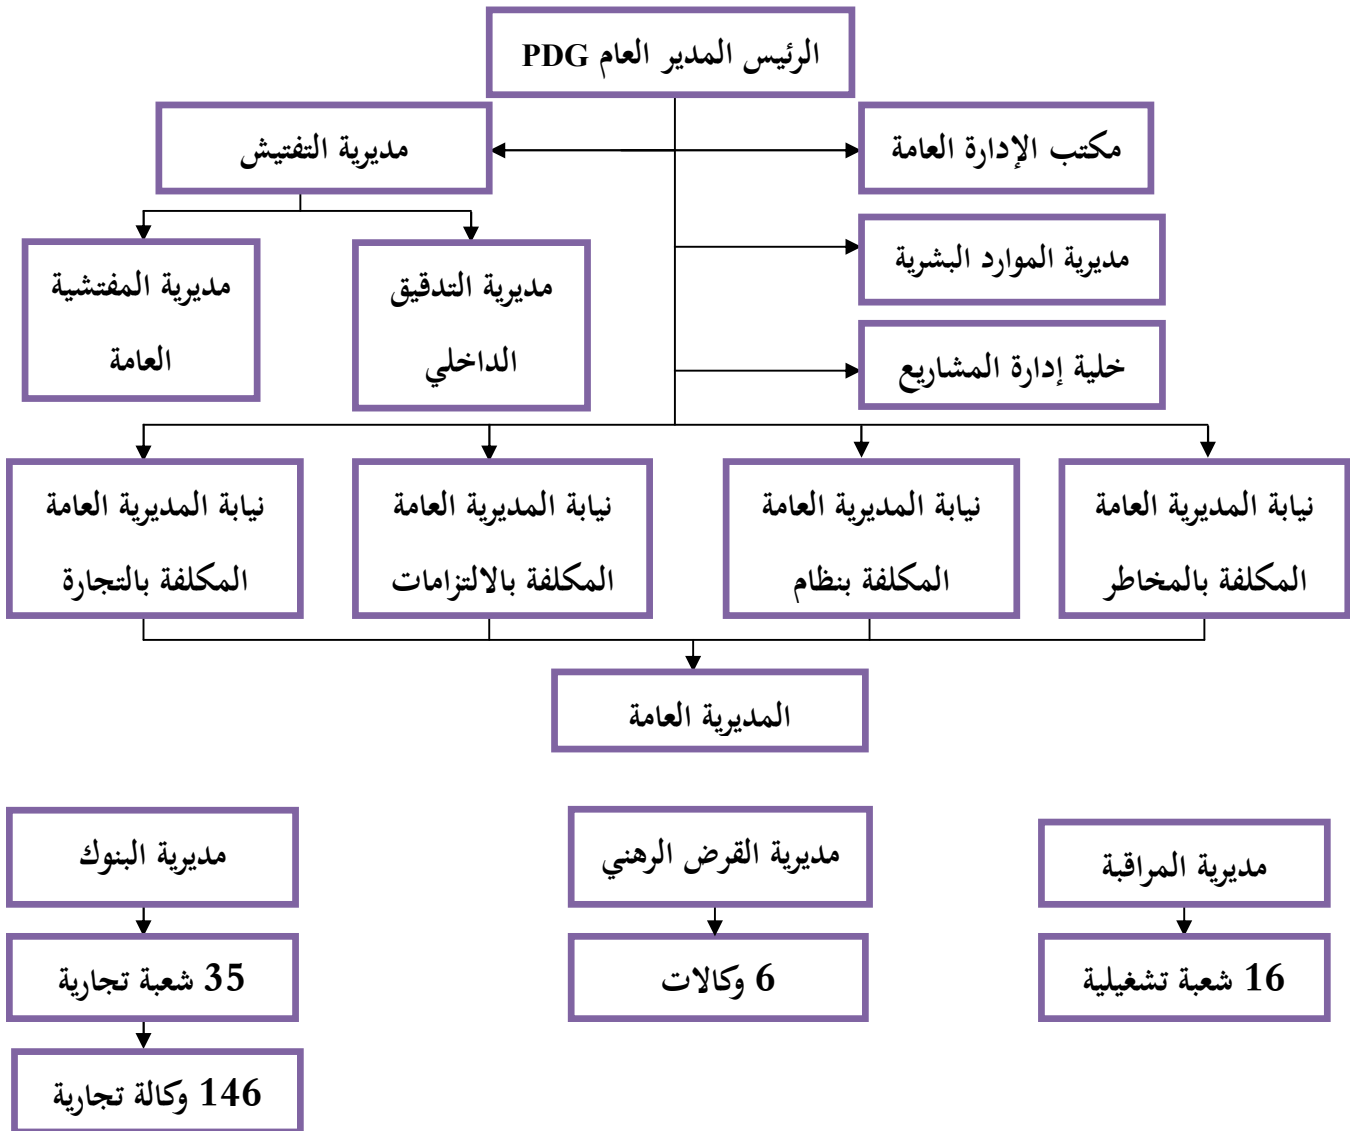 الرئيس المدير العام PDG
مكتب الإدارة العامة
مديرية التفتيش
مديرية الموارد البشرية
مديرية التدقيق
الداخلي
مديرية المفتشية
العامة
خلية إدارة المشاريع
نيابة المديرية العامة
المكلفة بالمخاطر
نيابة المديرية العامة
المكلفة بنظام
نيابة المديرية العامة
المكلفة بالالتزامات
نيابة المديرية العامة
المكلفة بالتجارة
المديرية العامة
مديرية المراقبة
16 شعبة تشغيلية
مديرية القرض الرهني
6 وكالات
مديرية البنوك
35 شعبة تجارية
146 وكالة تجارية